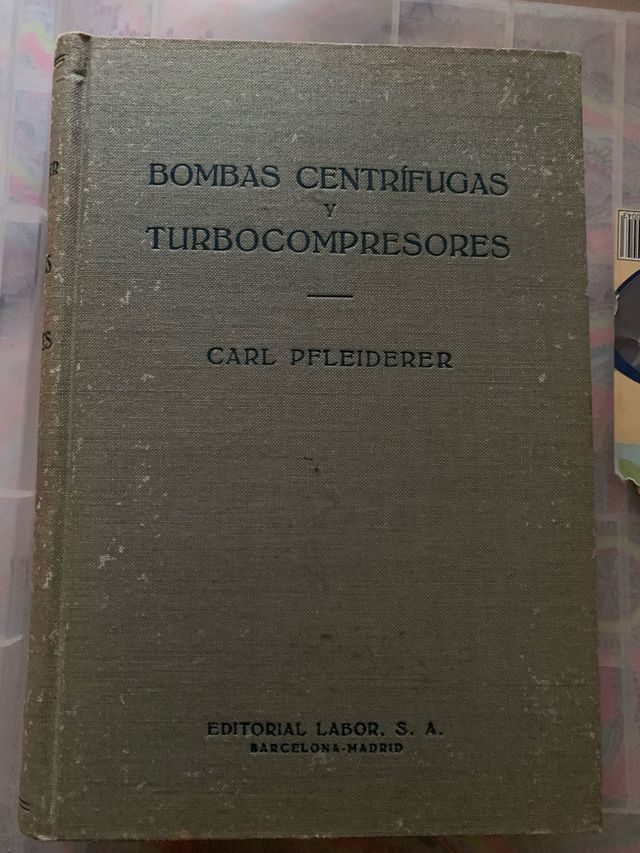 BOMBAS CENTRÍFUGAS
Y
TURBOCOMPRESORES
CARL PFLEIDERER
EDITORIAL LABOR, S. A.
BARCELONA-MADRID